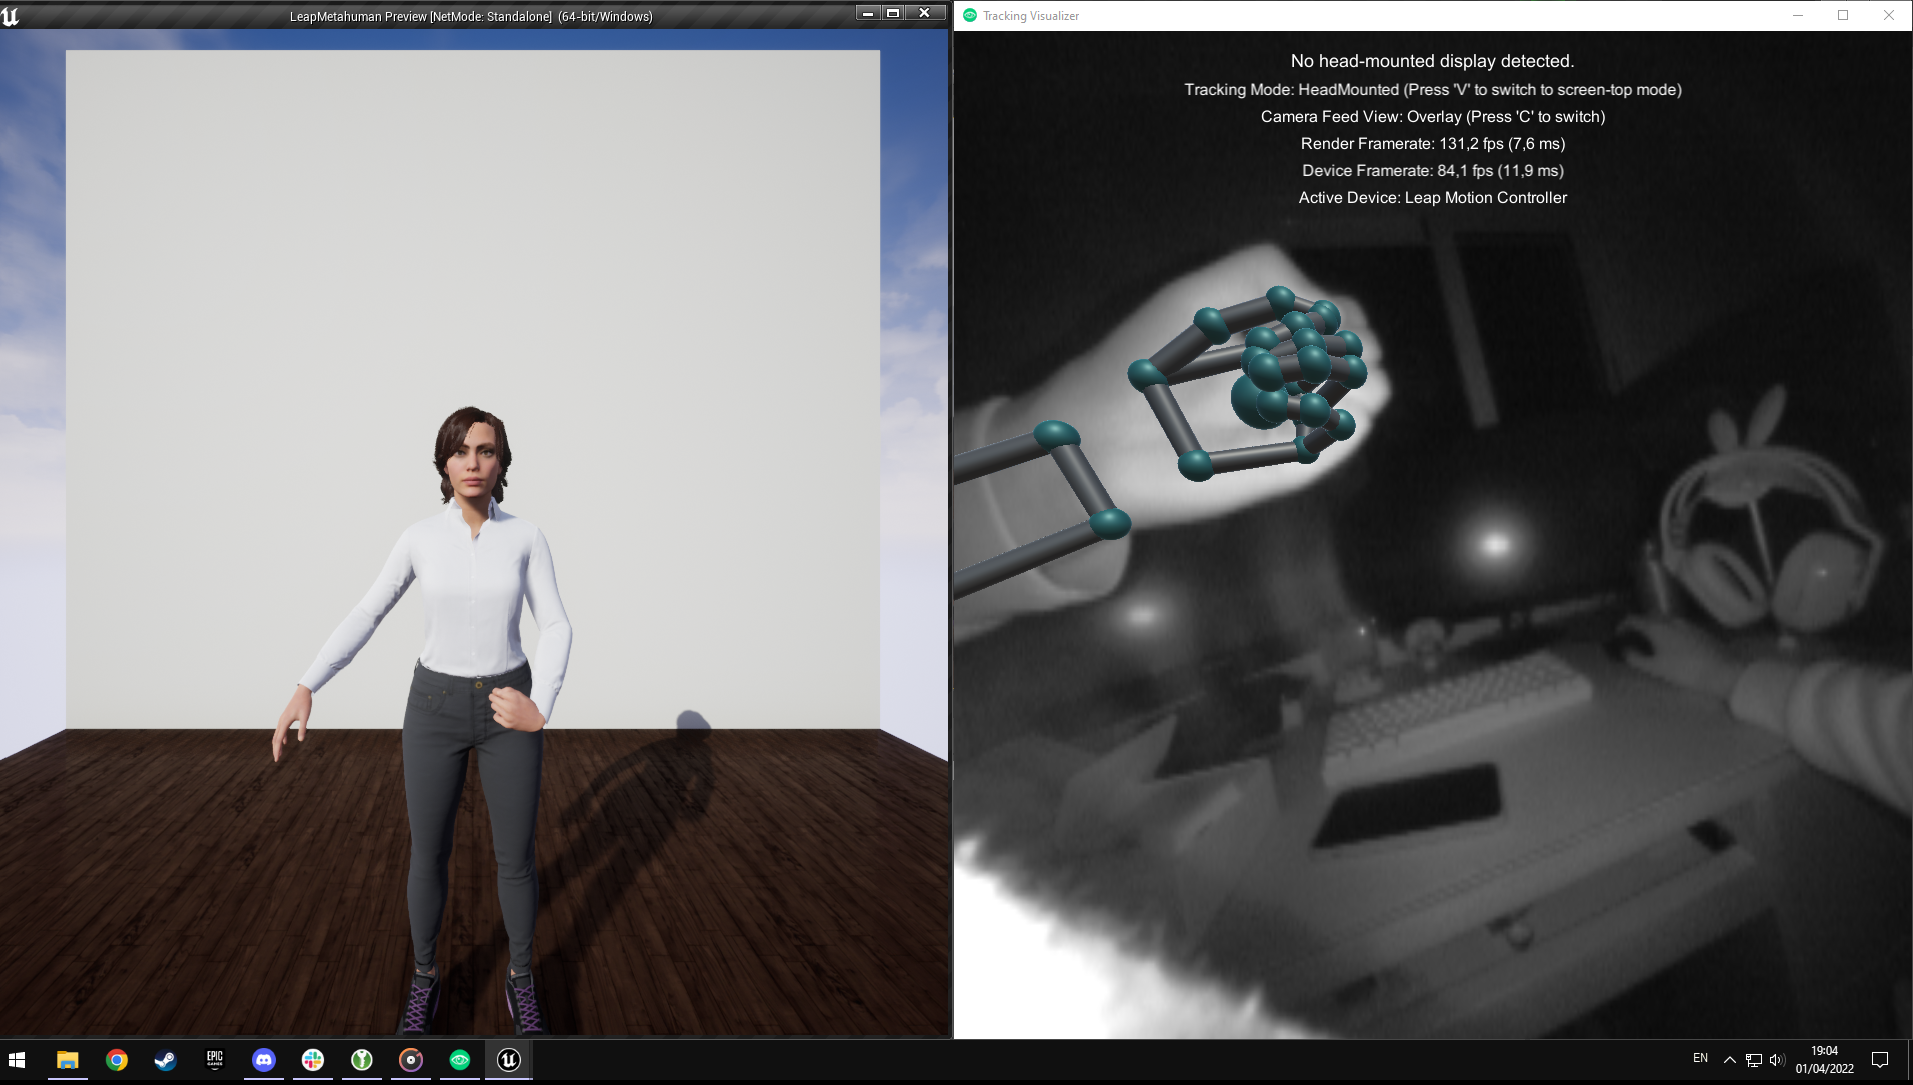 LeapMetahuman Preview [NetMode: Standalone] (64-bit/Windows)
Tracking Visualizer
No head-mounted display detected.
Tracking Mode: HeadMounted (Press 'V' to switch to screen-top mode)
Camera Feed View: Overlay (Press 'C' to switch)
Render Framerate: 131,2 fps (7,6 ms)
Device Framerate: 84,1 fps (11,9 ms)
Active Device: Leap Motion Controller
EPIC
GAMES
EN
19:04
01/04/2022